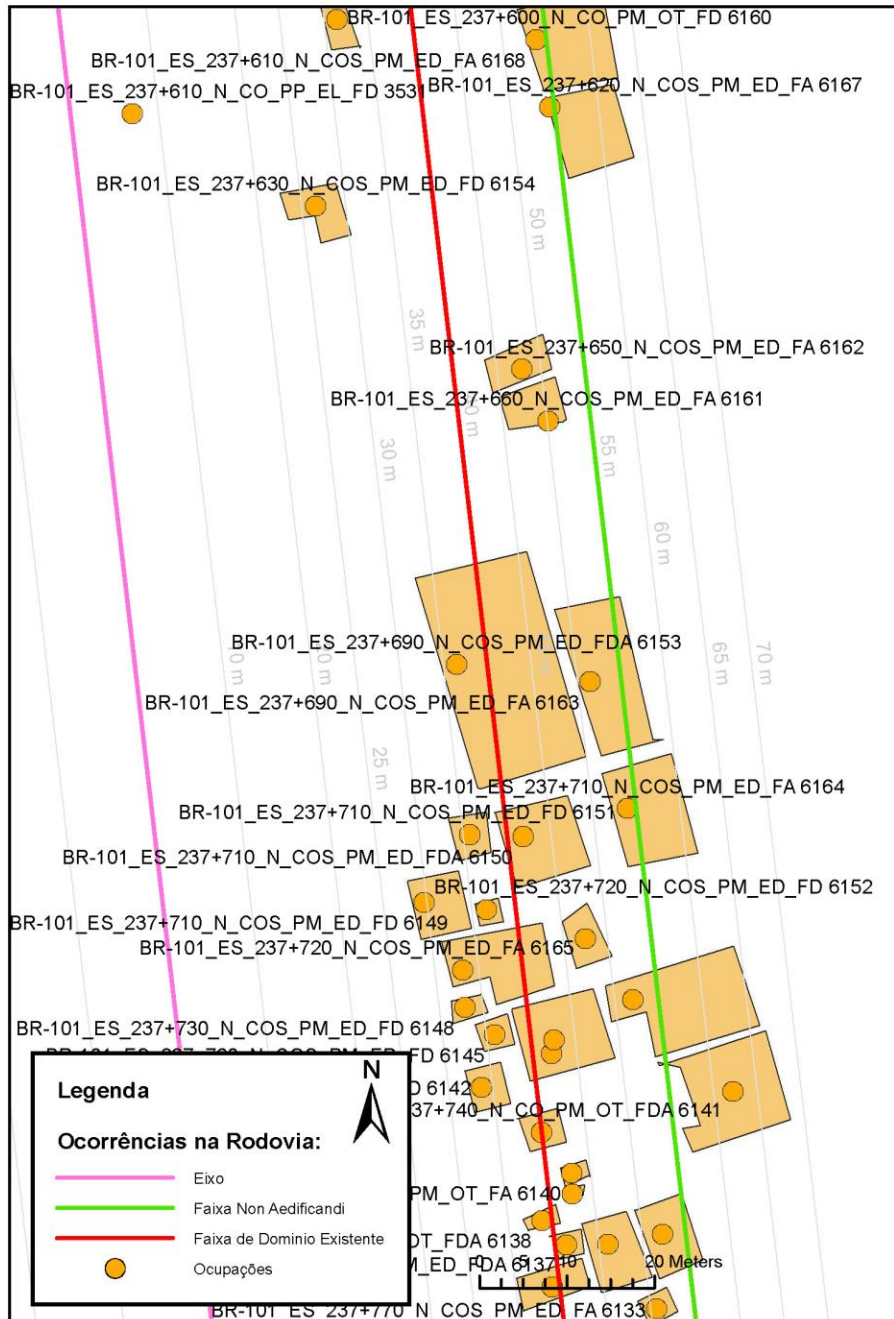 BR-101_ES_237+600_N_CO_PM_OT_FD 6160
BR-101_ES_237+610_N_COS_PM_ED_FA 6168
BR-101_ES_237+610_N_CO_PP_EL_FD 3531
BR-101_ES_237+620_N_COS_PM_ED_FA 6167
BR-101_ES_237+630_N_COS_PM_ED_FD 6154
50 m
35 m
BR-101_ES_237+650_N_COS_PM_ED_FA 6162
BR-101_ES_237+660_N_COS_PM_ED_FA 6161
30 m
55 m
60 m
BR-101_ES_237+690_N_COS_PM_ED_FDA 6153
65 m
70 m
BR-101_ES_237+690_N_COS_PM_ED_FA 6163
25 m
BR-101_ES_237+710_N_COS_PM_ED_FA 6164
BR-101_ES_237+710_N_COS_PM_ED_FD 6151
BR-101_ES_237+710_N_COS_PM_ED_FDA 6150
BR-101_ES_237+720_N_COS_PM_ED_FD 6152
BR-101_ES_237+710_N_COS_PM_ED_FD 6149
BR-101_ES_237+720_N_COS_PM_ED_FA 6165
BR-101_ES_237+730_N_COS_PM_ED_FD 6148
FD 6145
D 6142
37+740_N_CO_PM_OT_FDA 6141
PM_OT_FA 6140
OT_FDA 6138
M_ED_FDA 6137
BR-101_ES_237+770_N_COS_PM_ED_FA 6133
N
Legenda
Ocorrências na Rodovia:
Eixo
Faixa Non Aedificandi
Faixa de Dominio Existente
Ocupações
0 5 10 20 Meters